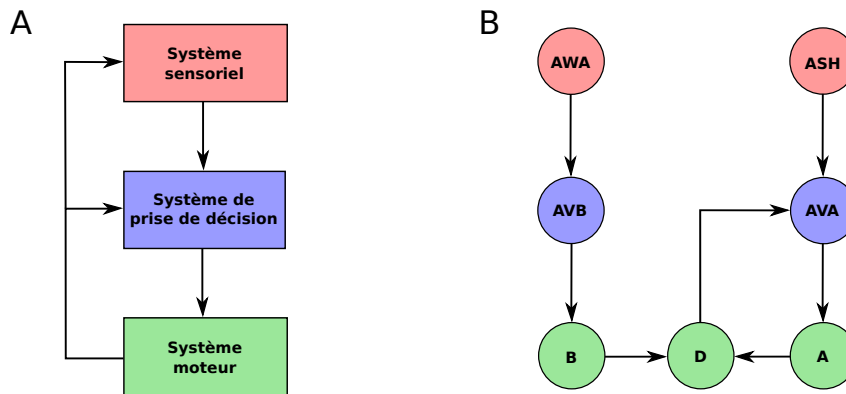 A
Système
sensoriel
Système de
prise de décision
Système
moteur
B
AWA
ASH
AVB
AVA
B
D
A